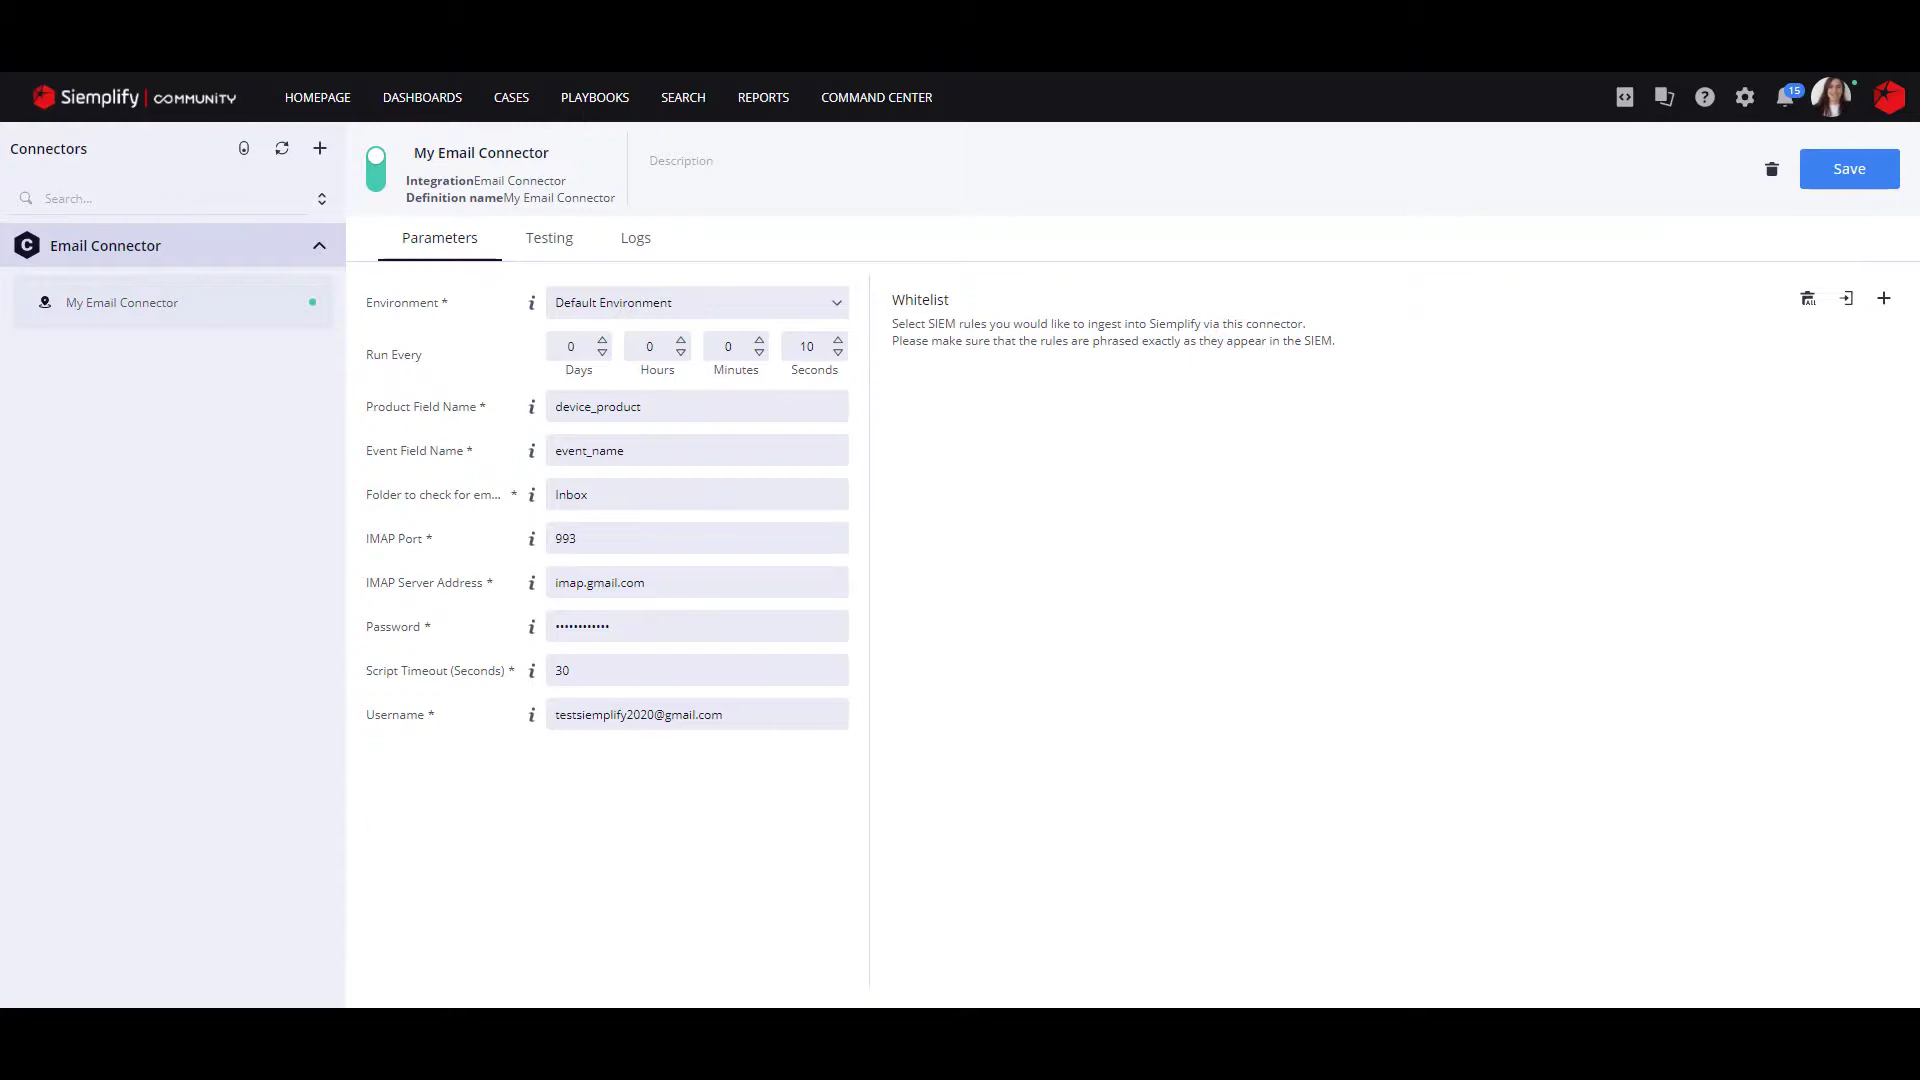 Siemplify COMMUNITY
HOMEPAGE DASHBOARDS CASES PLAYBOOKS SEARCH REPORTS COMMAND CENTER
15
Connectors
Search...
Email Connector
My Email Connector
My Email Connector
IntegrationEmail Connector
Definition nameMy Email Connector
Description
Save
Parameters Testing Logs
Environment * i Default Environment
Run Every 0 0 0 10
Days Hours Minutes Seconds
Product Field Name * i device_product
Event Field Name * i event_name
Folder to check for em... * i Inbox
IMAP Port * i 993
IMAP Server Address * i imap.gmail.com
Password * i ••••••••••••
Script Timeout (Seconds) * i 30
Username * i testsiemplify2020@gmail.com
Whitelist
ALL
Select SIEM rules you would like to ingest into Siemplify via this connector.
Please make sure that the rules are phrased exactly as they appear in the SIEM.